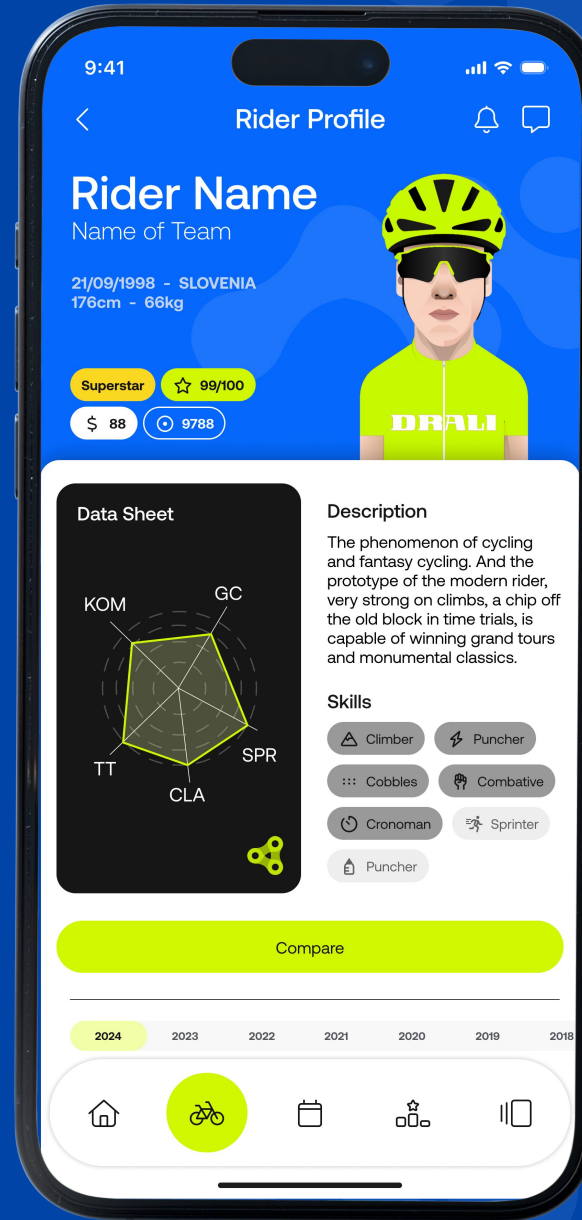 9:41
Rider Profile
Rider Name
Name of Team
21/09/1998 - SLOVENIA
176cm - 66kg
Superstar
99/100
$ 88
9788
DRALI
Data Sheet
KOM
GC
TT
SPR
CLA
Description
The phenomenon of cycling
and fantasy cycling. And the
prototype of the modern rider,
very strong on climbs, a chip off
the old block in time trials, is
capable of winning grand tours
and monumental classics.
Skills
Climber
Puncher
Cobbles
Combative
Cronoman
Sprinter
Puncher
Compare
2024 2023 2022 2021 2020 2019 2018